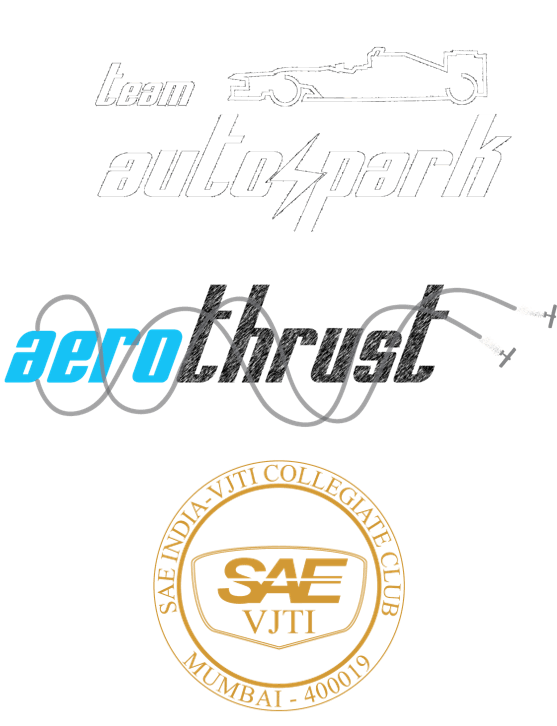 team
autospark
aerothrust
SAE INDIA-VJTI COLLEGIATE CLUB
SAE
VJTI
MUMBAI - 400019